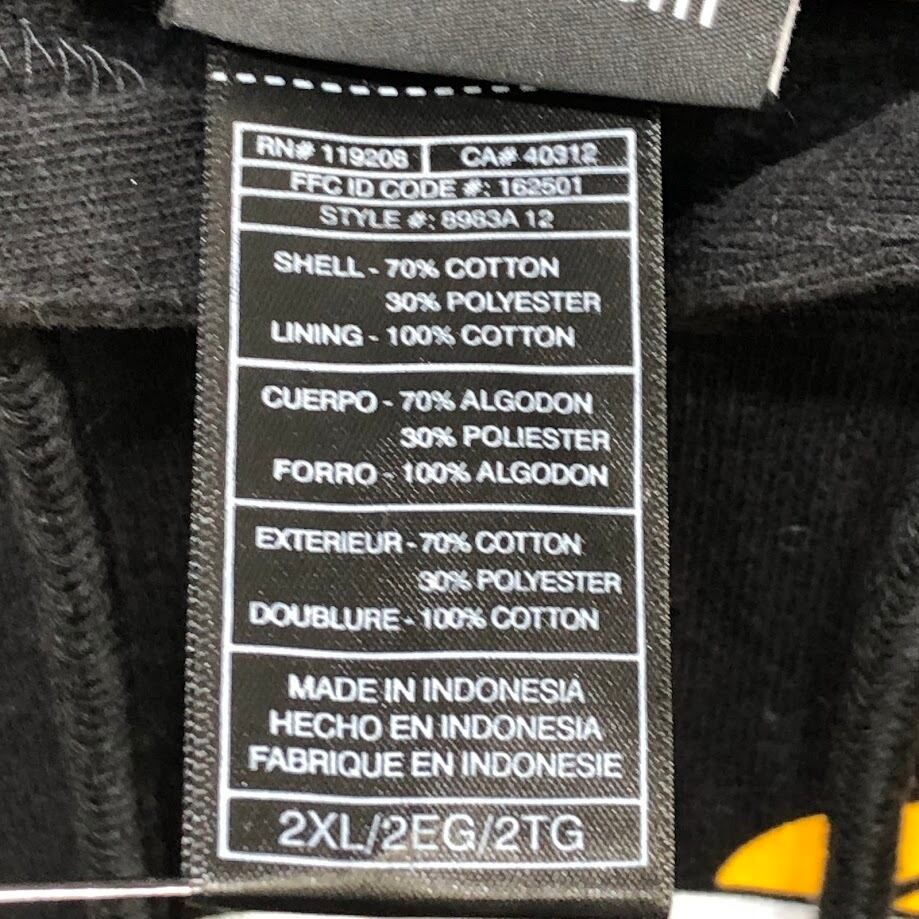 RN# 119208 CA# 40312
FFC ID CODE #: 162501
STYLE #: 8983A 12
SHELL - 70% COTTON
30% POLYESTER
LINING - 100% COTTON
CUERPO - 70% ALGODON
30% POLIESTER
FORRO - 100% ALGODON
EXTERIEUR - 70% COTTON
30% POLYESTER
DOUBLURE - 100% COTTON
MADE IN INDONESIA
HECHO EN INDONESIA
FABRIQUE EN INDONESIE
2XL/2EG/2TG